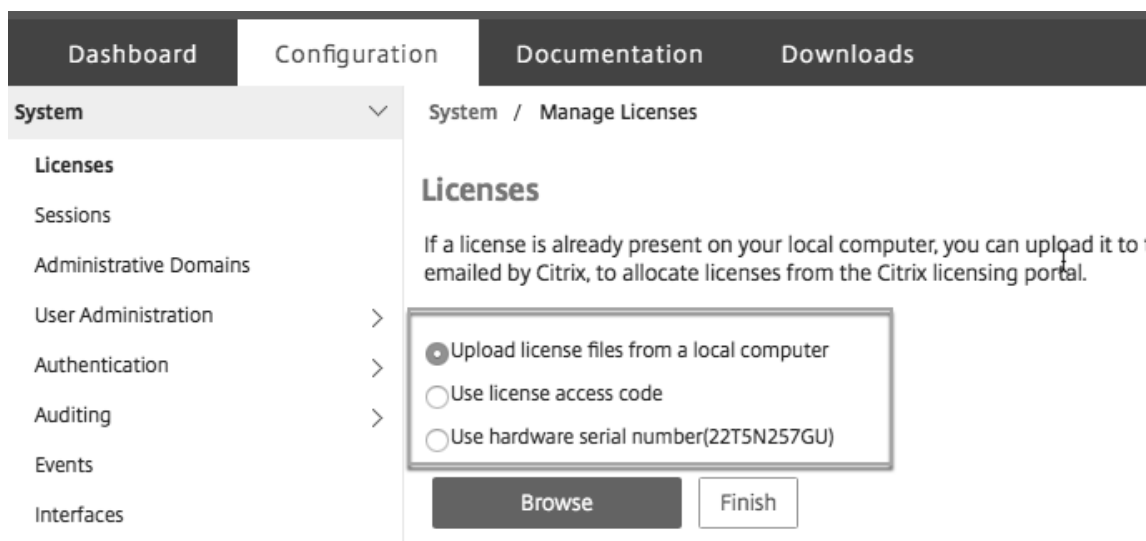 Dashboard Configuration Documentation Downloads
System
System / Manage Licenses
Licenses
Sessions
Administrative Domains
User Administration
Authentication
Auditing
Events
Interfaces
Licenses
If a license is already present on your local computer, you can upload it to
emailed by Citrix, to allocate licenses from the Citrix licensing portal.
Upload license files from a local computer
Use license access code
Use hardware serial number(22T5N257GU)
Browse Finish